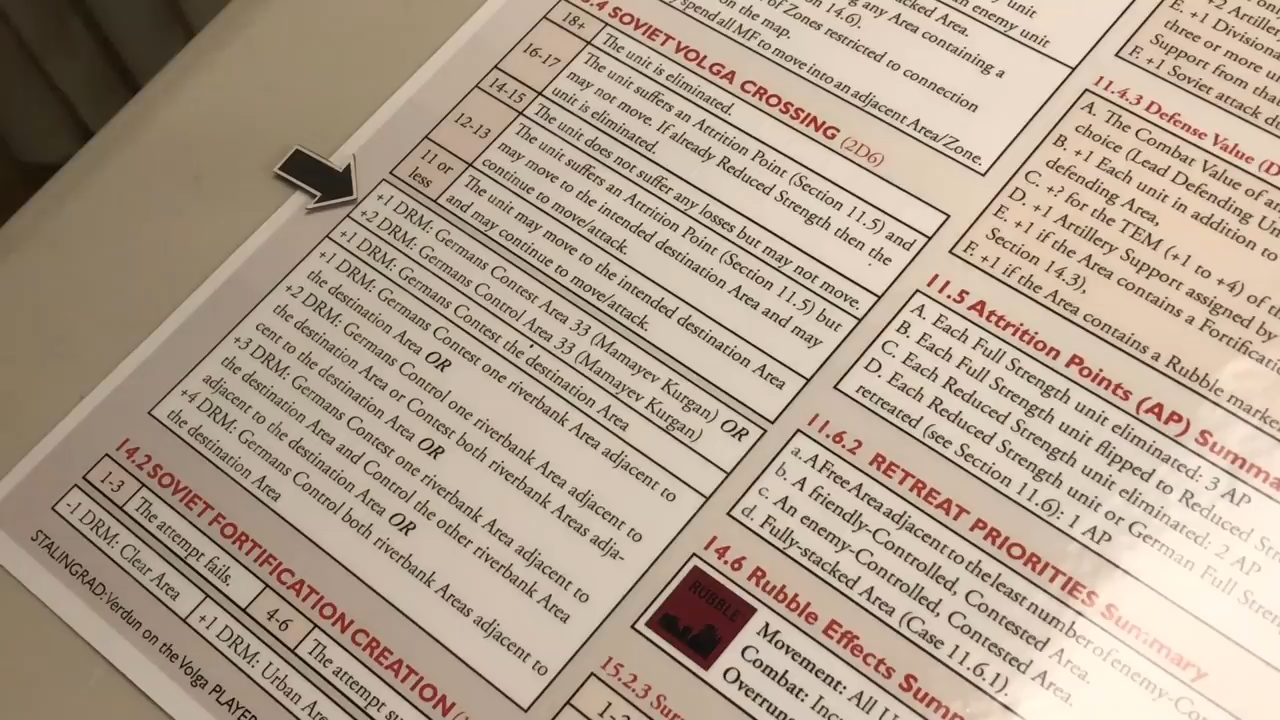 an enemy unit
acked Area.
ng any Area containing a
ion 14.6).
of Zones restricted to connection
on the map.
spend all MF to move into an adjacent Area/Zone.
.4 SOVIET VOLGA CROSSING (2D6)
18+ The unit is eliminated.
16-17 The unit suffers an Attrition Point (Section 11.5) and
may not move. If already Reduced Strength then the
unit is eliminated.
14-15 The unit does not suffer any losses but may not move.
12-13 The unit suffers an Attrition Point (Section 11.5) but
may move to the intended destination Area and may
continue to move/attack.
11 or less The unit may move to the intended destination Area
and may continue to move/attack.
+1 DRM: Germans Contest Area 33 (Mamayev Kurgan) OR
+2 DRM: Germans Control Area 33 (Mamayev Kurgan)
+1 DRM: Germans Contest the destination Area
+1 DRM: Germans Contest one riverbank Area adjacent to
the destination Area OR
+2 DRM: Germans Control one riverbank Area adjacent to
the destination Area or Contest both riverbank Areas adja-
cent to the destination Area OR
+3 DRM: Germans Contest one riverbank Area adjacent to
the destination Area and Control the other riverbank Area
adjacent to the destination Area OR
+4 DRM: Germans Control both riverbank Areas adjacent to
the destination Area
14.2 SOVIET FORTIFICATION CREATION
1-3 The attempt fails. 4-6 The attempt su
-1 DRM: Clear Area +1 DRM: Urban Are
STALINGRAD: Verdun on the Volga PLAYER
+2 Artille
E. +1 Divisiona
three or more u
Support from tha
F. +1 Soviet attack d
11.4.3 Defense Value (D
A. The Combat Value of a
choice (Lead Defending Un
B. +1 Each unit in addition to
defending Area,
C. +? for the TEM (+1 to +4) of th
D. +1 Artillery Support assigned by
E. +1 if the Area contains a Fortificati
Section 14.3),
F. +1 if the Area contains a Rubble marke
11.5 Attrition Points (AP) Summa
A. Each Full Strength unit eliminated: 3 AP
B. Each Full Strength unit flipped to Reduced Stre
C. Each Reduced Strength unit eliminated: 2 AP
D. Each Reduced Strength unit or German Full Stren
retreated (see Section 11.6): 1 AP
11.6.2 RETREAT PRIORITIES Summary
a. A Free Area adjacent to the least number of enemy-Co
b. A friendly-Controlled, Contested Area.
c. An enemy-Controlled, Contested Area.
d. Fully-stacked Area (Case 11.6.1).
14.6 Rubble Effects Summ
RUBBLE
Movement: All U
Combat: Inc
Overrun
15.2.3 Sur